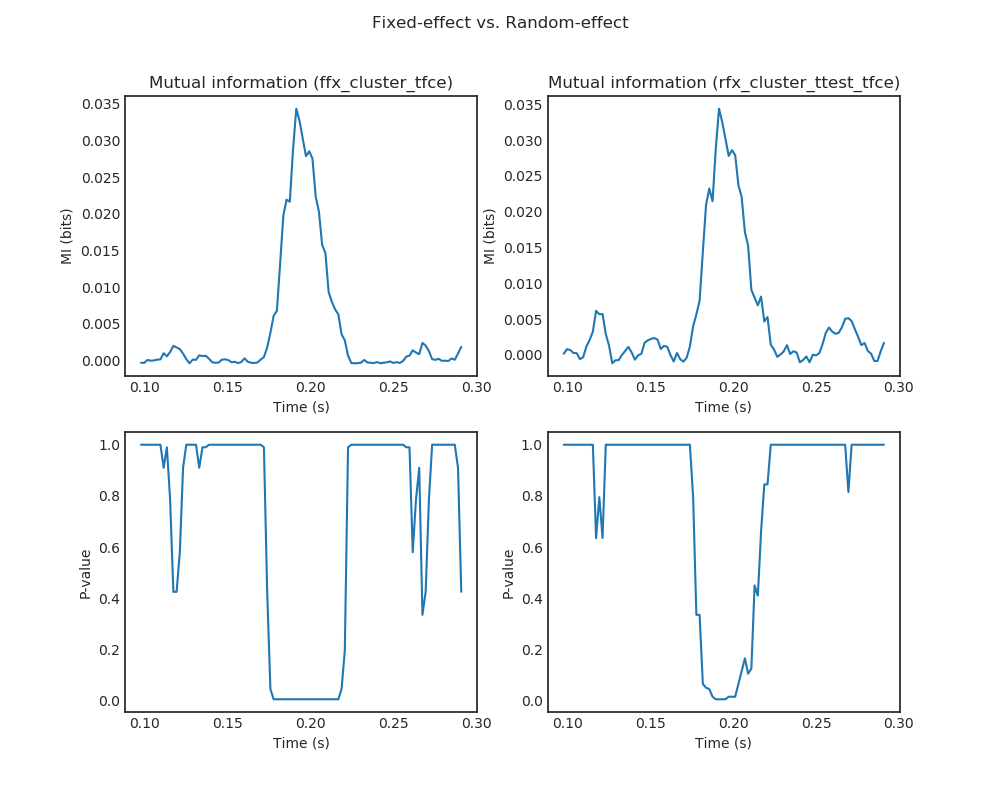 Fixed-effect vs. Random-effect
Mutual information (ffx_cluster_tfce)
0.035
0.030
0.025
0.020
0.015
0.010
0.005
0.000
MI (bits)
0.10 0.15 0.20 0.25 0.30
Time (s)
Mutual information (rfx_cluster_ttest_tfce)
0.035
0.030
0.025
0.020
0.015
0.010
0.005
0.000
MI (bits)
0.10 0.15 0.20 0.25 0.30
Time (s)
1.0
0.8
0.6
0.4
0.2
0.0
P-value
0.10 0.15 0.20 0.25 0.30
Time (s)
1.0
0.8
0.6
0.4
0.2
0.0
P-value
0.10 0.15 0.20 0.25 0.30
Time (s)